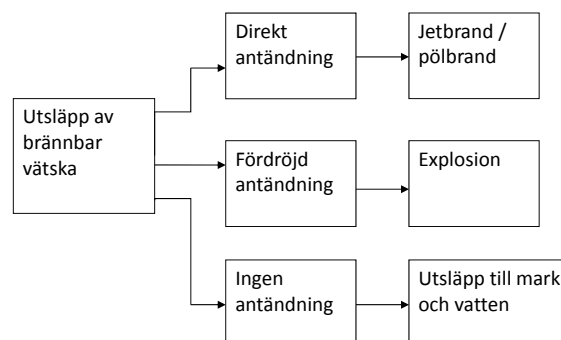 Utsläpp av
brännbar
vätska
Direkt
antändning
Jetbrand /
pölbrand
Fördröjd
antändning
Explosion
Ingen
antändning
Utsläpp till mark
och vatten